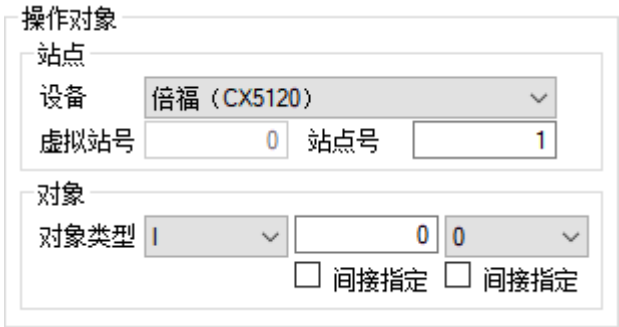 操作对象
站点
设备 倍福（CX5120）
虚拟站号 0 站点号 1
对象
对象类型 I 0 0
间接指定 间接指定